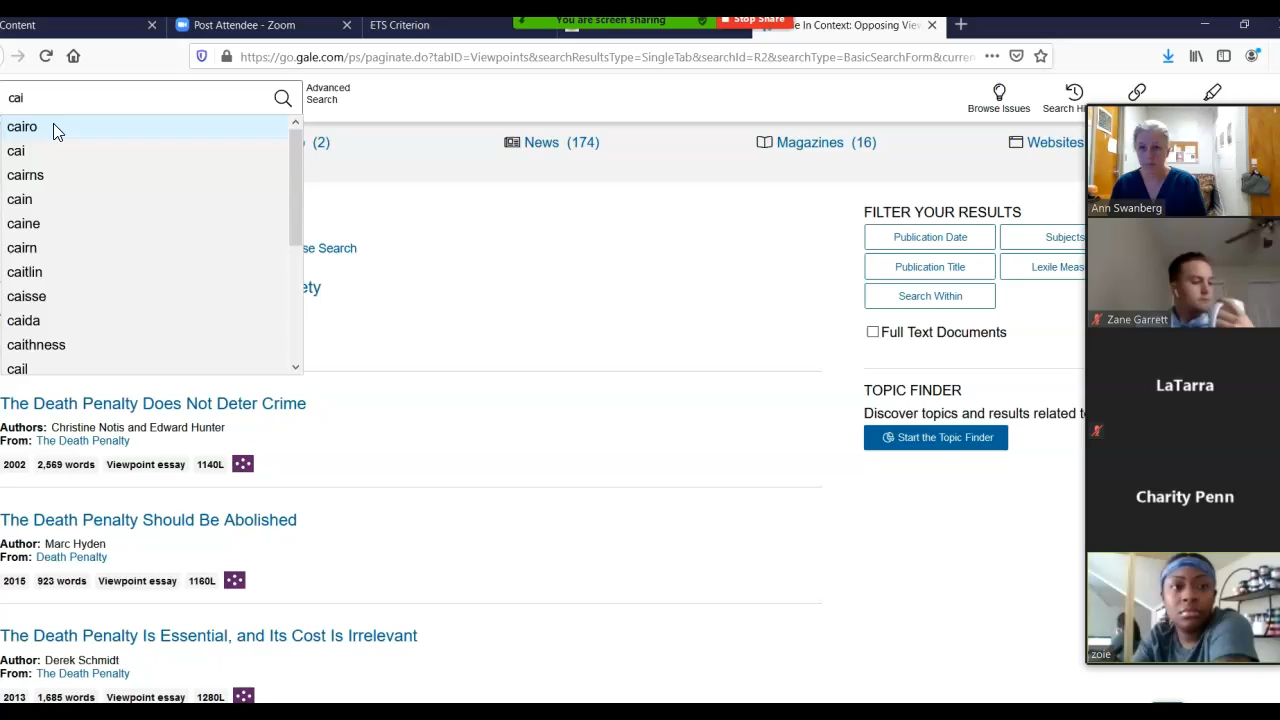 Content
Post Attendee - Zoom
ETS Criterion
You are screen sharing
Stop Share
e In Context: Opposing View
https://go.gale.com/ps/paginate.do?tabID=Viewpoints&searchResultsType=SingleTab&searchId=R2&searchType=BasicSearchForm&curren
cai
Advanced
Search
Browse Issues
Search Hi
cairo
cai
cairns
cain
caine
cairn
caitlin
caisse
caida
caithness
cail
(2)
News (174)
Magazines (16)
Websites
se Search
ety
FILTER YOUR RESULTS
Publication Date
Subjects
Publication Title
Lexile Meas
Search Within
Full Text Documents
TOPIC FINDER
Discover topics and results related t
Start the Topic Finder
The Death Penalty Does Not Deter Crime
Authors: Christine Notis and Edward Hunter
From: The Death Penalty
2002 2,569 words Viewpoint essay 1140L
The Death Penalty Should Be Abolished
Author: Marc Hyden
From: Death Penalty
2015 923 words Viewpoint essay 1160L
The Death Penalty Is Essential, and Its Cost Is Irrelevant
Author: Derek Schmidt
From: The Death Penalty
2013 1,685 words Viewpoint essay 1280L
Ann Swanberg
Zane Garrett
LaTarra
Charity Penn
zoie